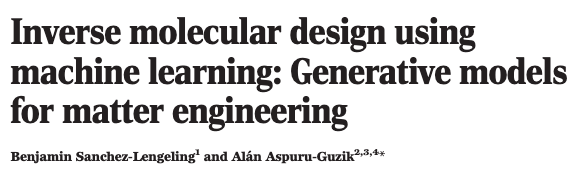 Inverse molecular design using
machine learning: Generative models
for matter engineering
Benjamin Sanchez-Lengeling¹ and Alán Aspuru-Guzik²,³,⁴*